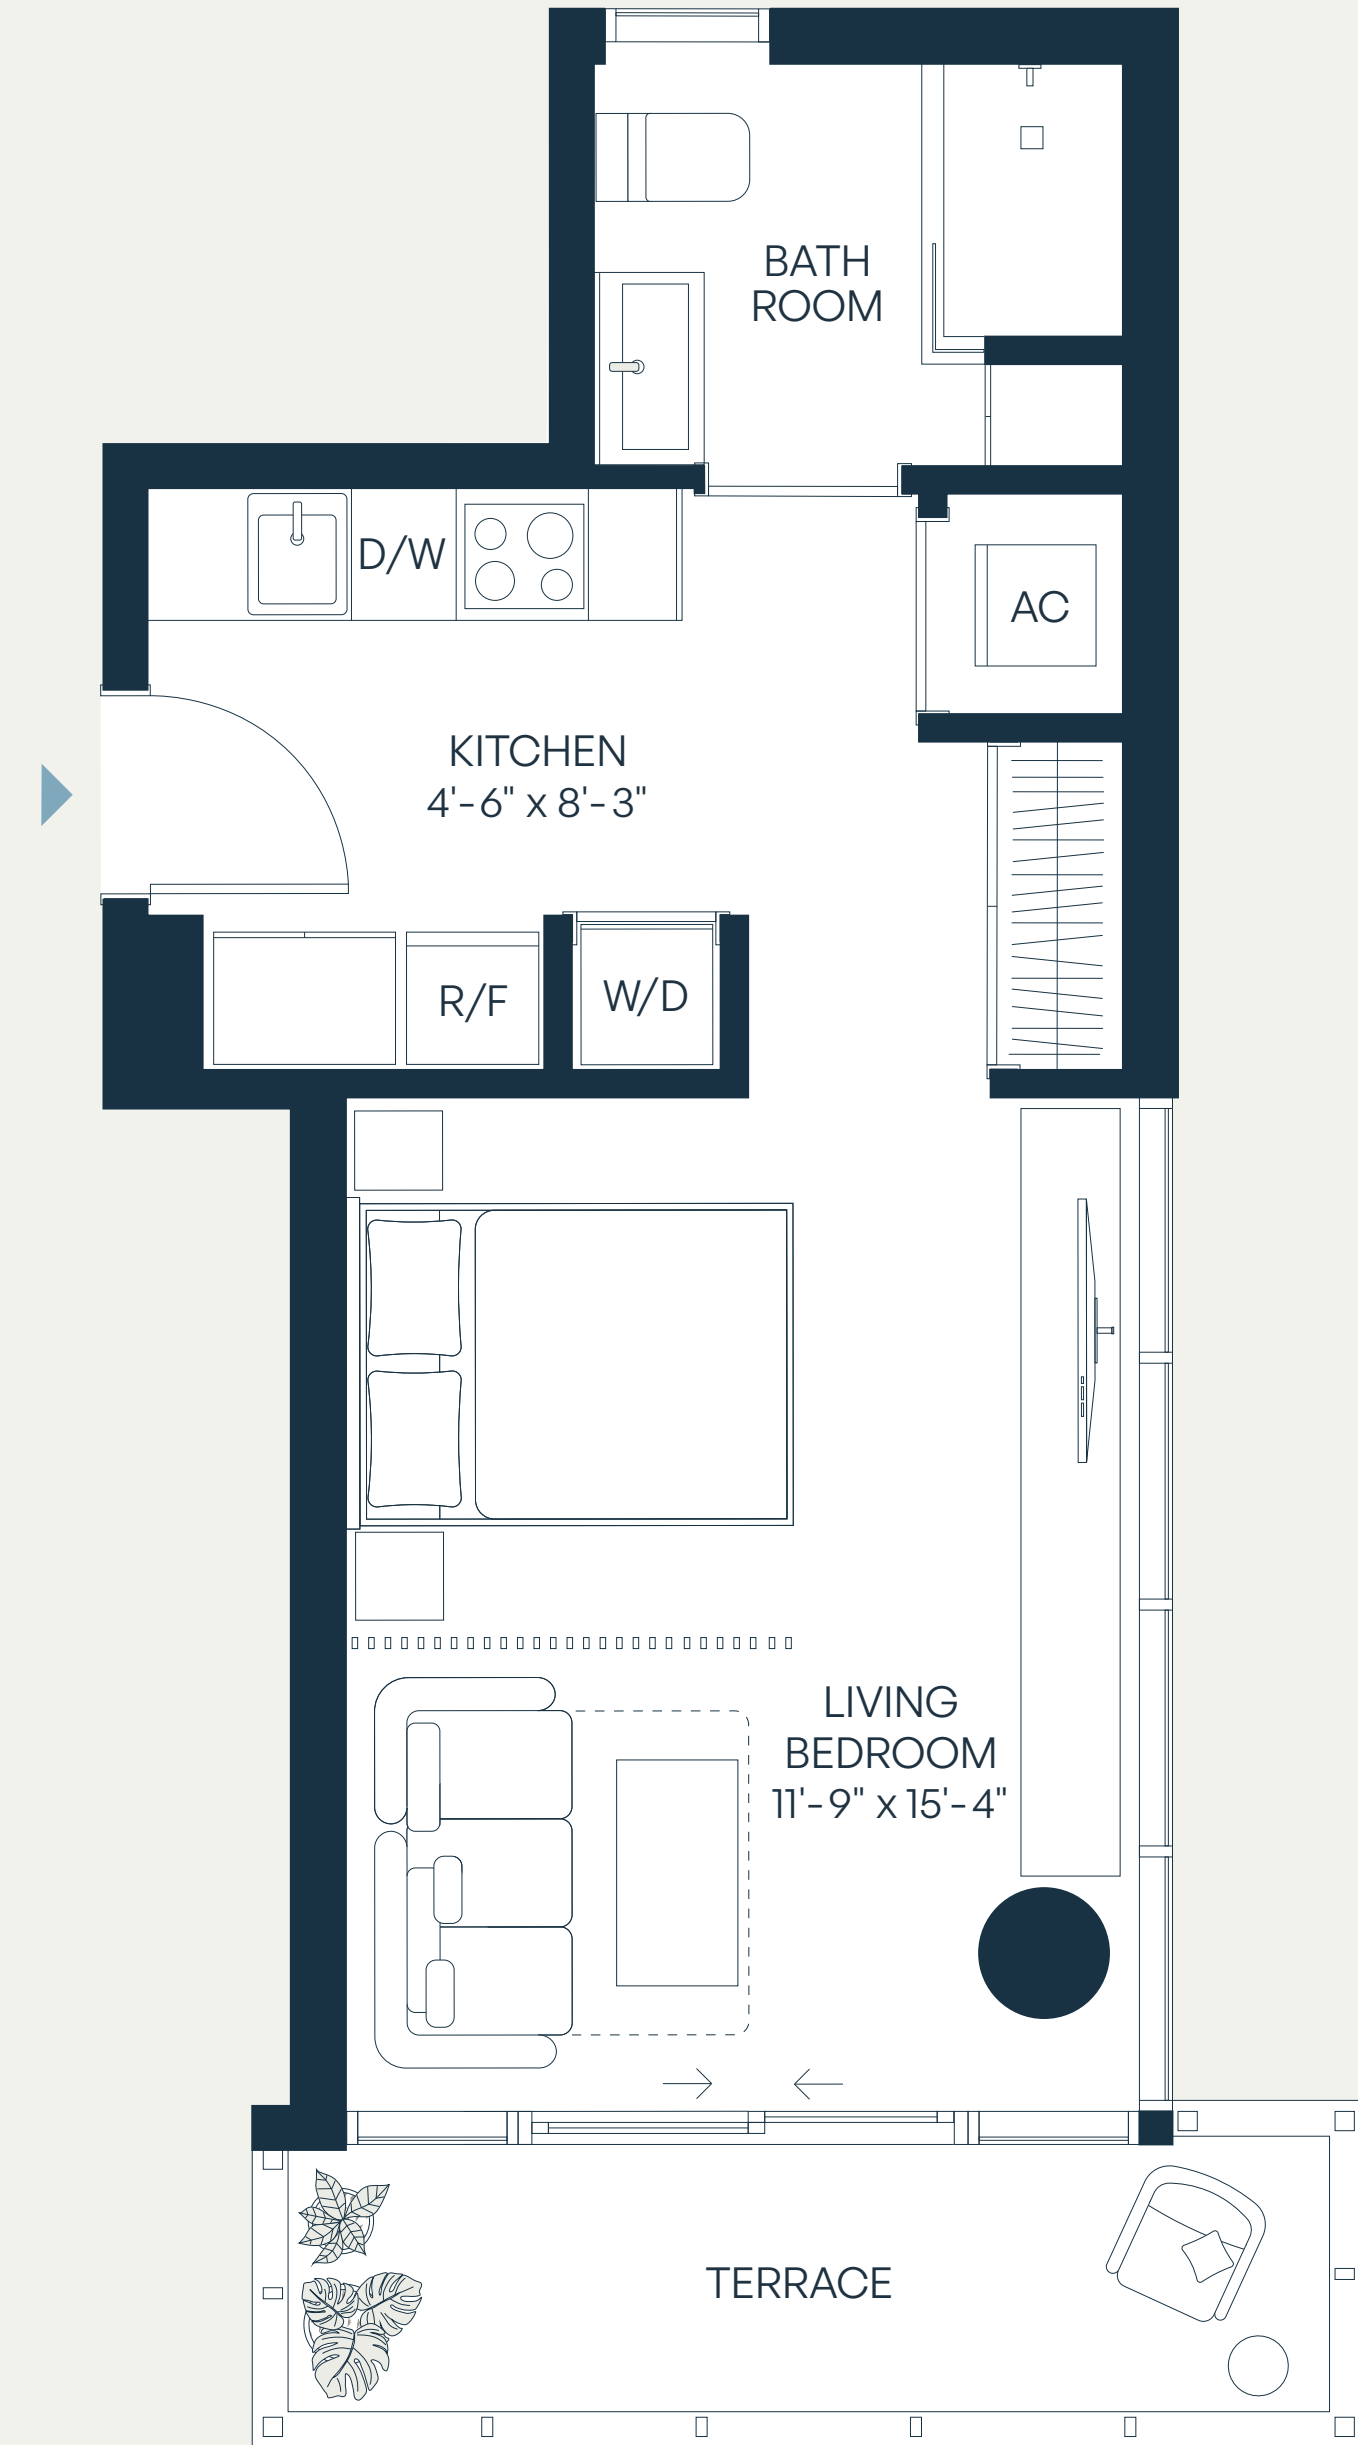 BATH
ROOM
D/W
AC
KITCHEN
4'-6" x 8'-3"
R/F
W/D
LIVING
BEDROOM
11'-9" x 15'-4"
TERRACE